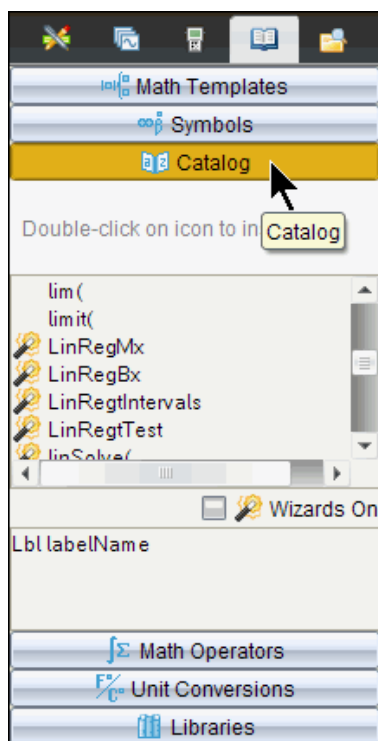 Math Templates
Symbols
Catalog
Double-click on icon to in
Catalog
lim(
limit(
LinRegMx
LinRegBx
LinRegtIntervals
LinRegtTest
linSolve(
Wizards On
Lbl labelName
Math Operators
Unit Conversions
Libraries